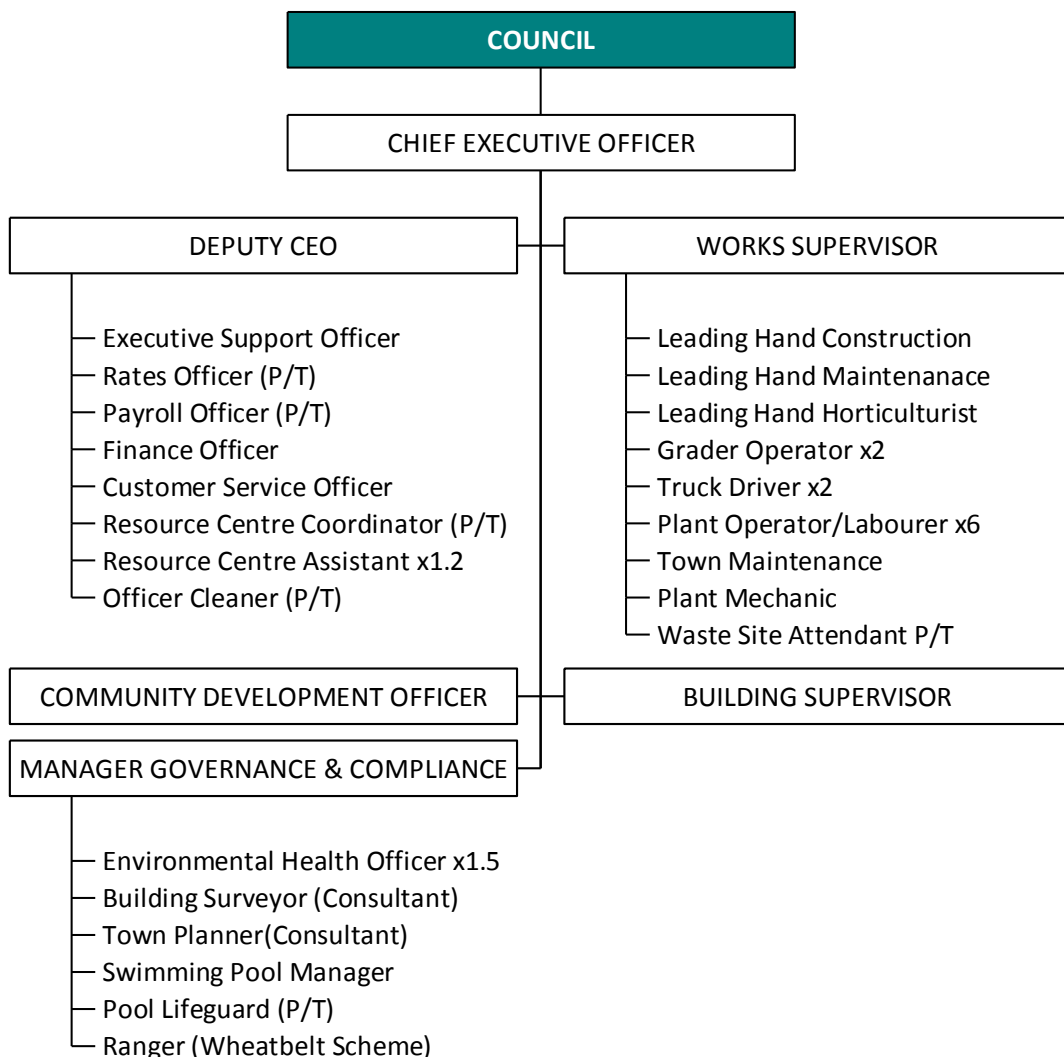 COUNCIL
CHIEF EXECUTIVE OFFICER
DEPUTY CEO
Executive Support Officer
Rates Officer (P/T)
Payroll Officer (P/T)
Finance Officer
Customer Service Officer
Resource Centre Coordinator (P/T)
Resource Centre Assistant x1.2
Officer Cleaner (P/T)
WORKS SUPERVISOR
Leading Hand Construction
Leading Hand Maintenanace
Leading Hand Horticulturist
Grader Operator x2
Truck Driver x2
Plant Operator/Labourer x6
Town Maintenance
Plant Mechanic
Waste Site Attendant P/T
COMMUNITY DEVELOPMENT OFFICER
BUILDING SUPERVISOR
MANAGER GOVERNANCE & COMPLIANCE
Environmental Health Officer x1.5
Building Surveyor (Consultant)
Town Planner(Consultant)
Swimming Pool Manager
Pool Lifeguard (P/T)
Ranger (Wheatbelt Scheme)